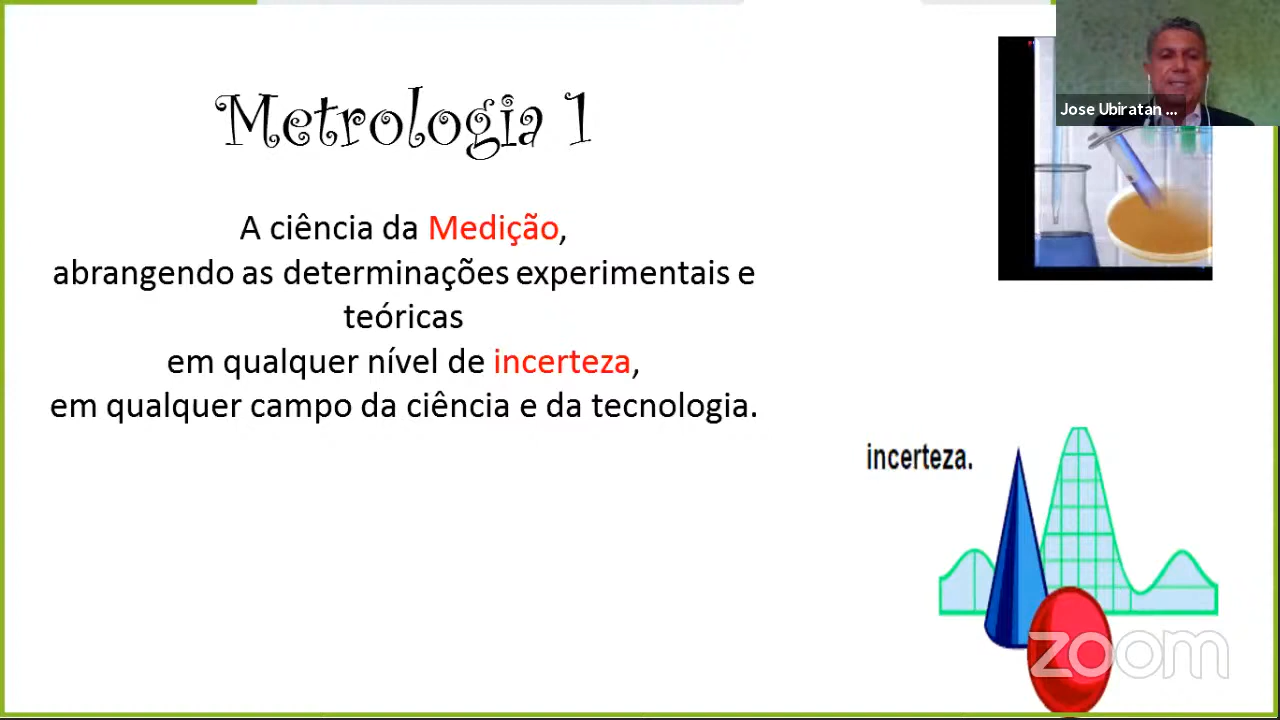 Metrologia 1
Jose Ubiratan ...
A ciência da Medição,
abrangendo as determinações experimentais e
teóricas
em qualquer nível de incerteza,
em qualquer campo da ciência e da tecnologia.
incerteza.
zoom